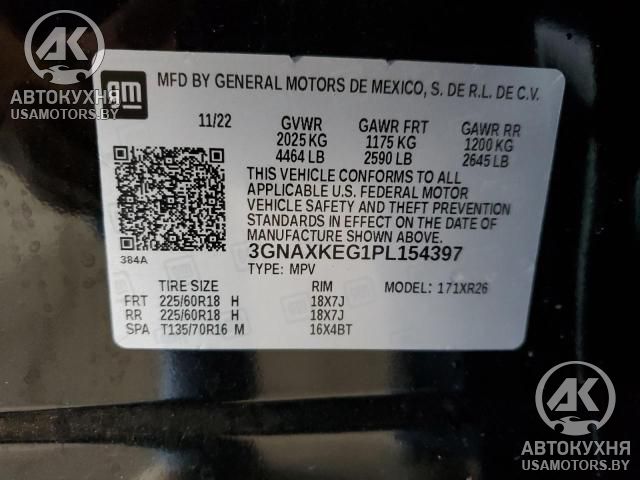 AK
АВТОКУХНЯ
USAMOTORS.BY
gm
MFD BY GENERAL MOTORS DE MEXICO, S. DE R.L. DE C.V.
11/22 GVWR GAWR FRT GAWR RR
2025 KG 1175 KG 1200 KG
4464 LB 2590 LB 2645 LB
THIS VEHICLE CONFORMS TO ALL
APPLICABLE U.S. FEDERAL MOTOR
VEHICLE SAFETY AND THEFT PREVENTION
STANDARDS IN EFFECT ON THE DATE OF
MANUFACTURE SHOWN ABOVE.
384A
3GNAXKEG1PL154397
TYPE: MPV MODEL: 171XR26
TIRE SIZE RIM
FRT 225/60R18 H 18X7J
RR 225/60R18 H 18X7J
SPA T135/70R16 M 16X4BT
AK
АВТОКУХНЯ
USAMOTORS.BY